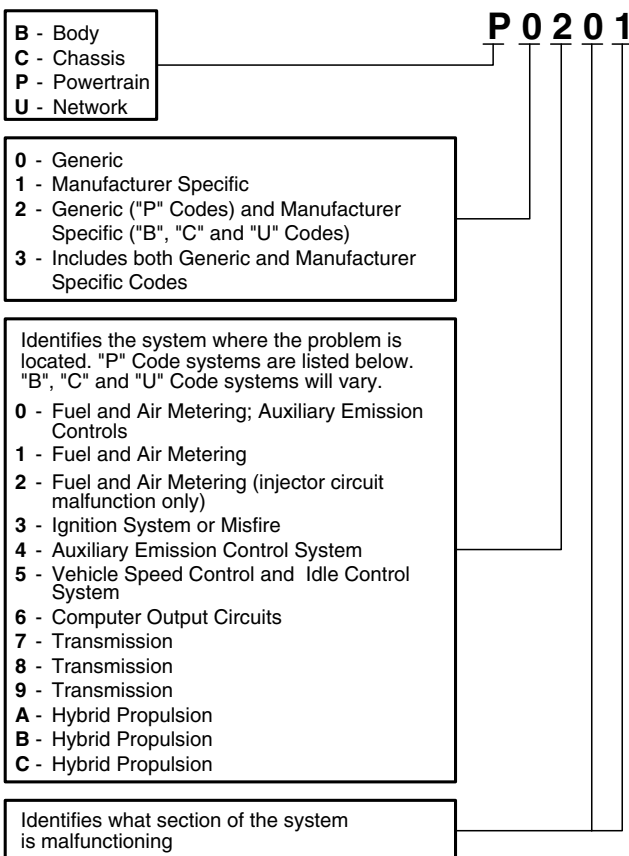 P 0 2 0 1
B - Body
C - Chassis
P - Powertrain
U - Network
0 - Generic
1 - Manufacturer Specific
2 - Generic ("P" Codes) and Manufacturer
Specific ("B", "C" and "U" Codes)
3 - Includes both Generic and Manufacturer
Specific Codes
Identifies the system where the problem is
located. "P" Code systems are listed below.
"B", "C" and "U" Code systems will vary.
0 - Fuel and Air Metering; Auxiliary Emission
Controls
1 - Fuel and Air Metering
2 - Fuel and Air Metering (injector circuit
malfunction only)
3 - Ignition System or Misfire
4 - Auxiliary Emission Control System
5 - Vehicle Speed Control and Idle Control
System
6 - Computer Output Circuits
7 - Transmission
8 - Transmission
9 - Transmission
A - Hybrid Propulsion
B - Hybrid Propulsion
C - Hybrid Propulsion
Identifies what section of the system
is malfunctioning